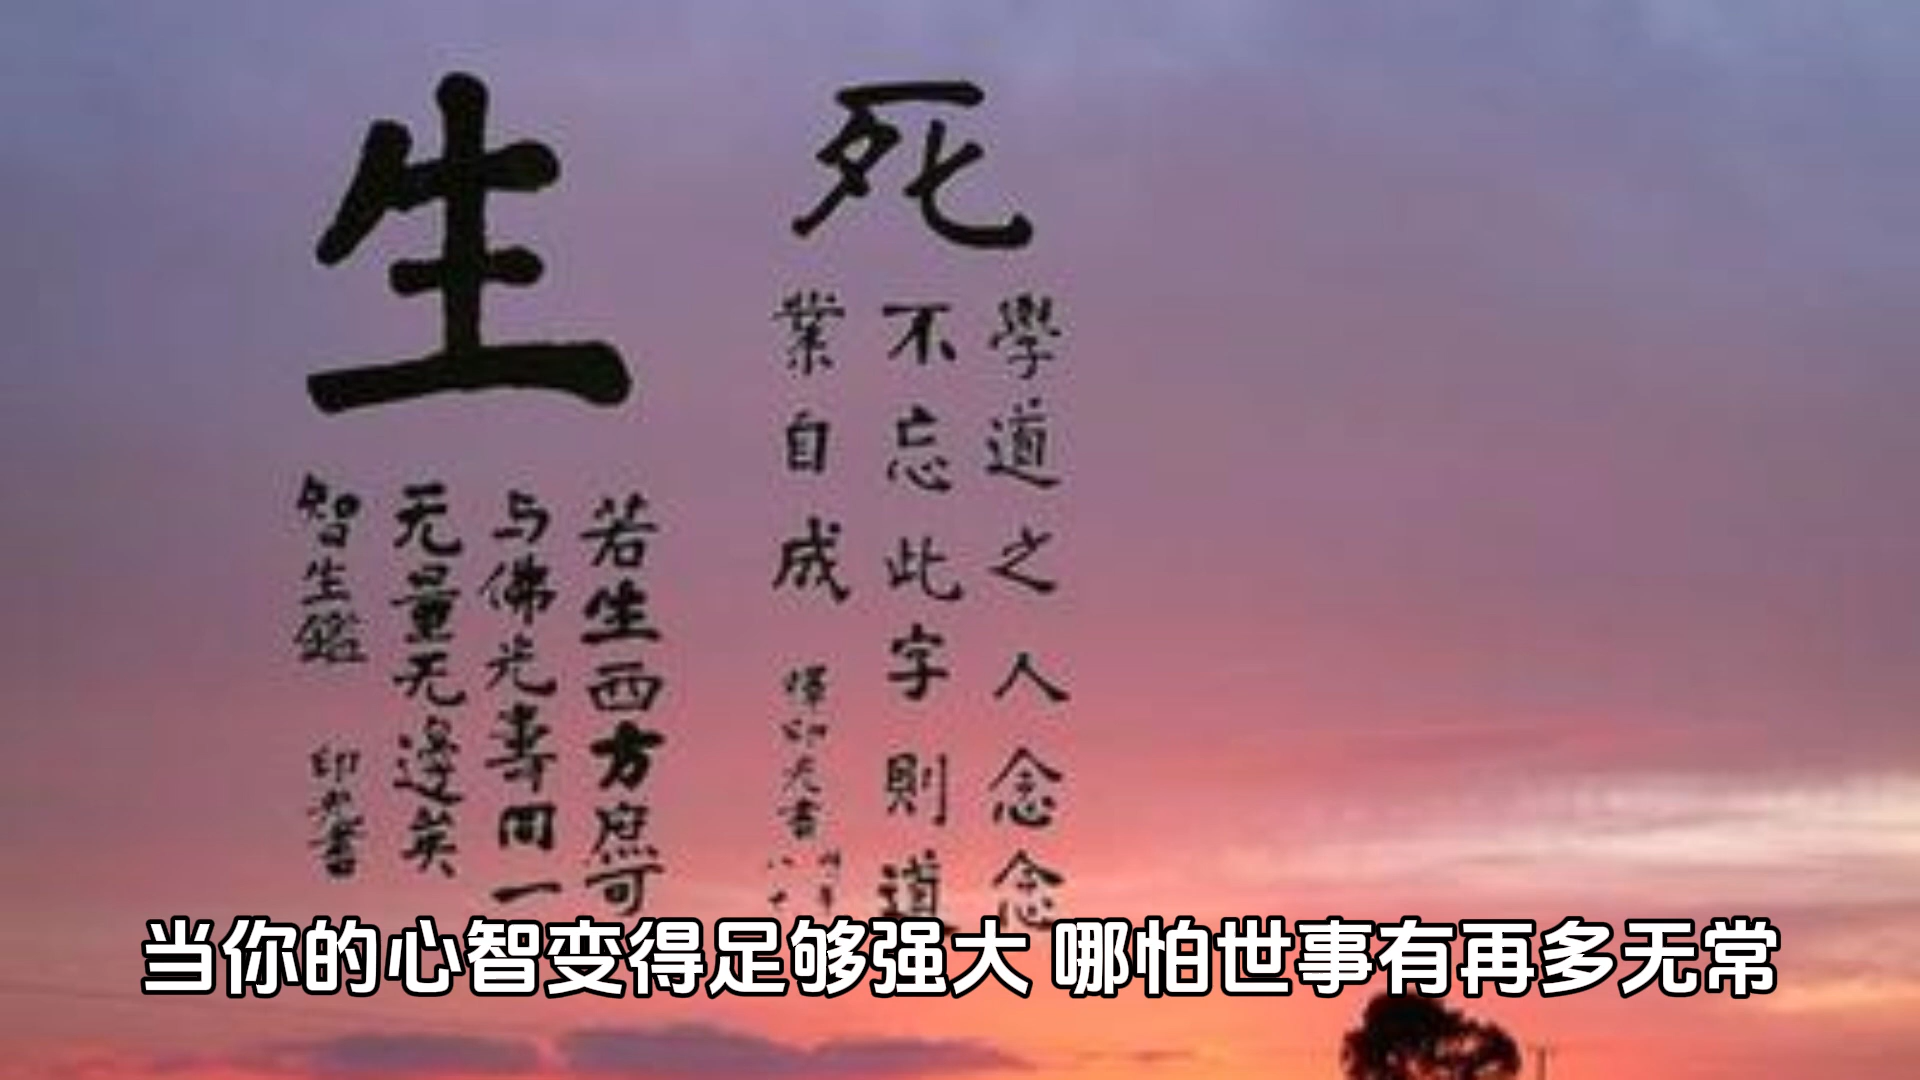 死
學道之人念念
不忘此字則道
業自成
生
若生西方庶可
与佛光壽同一
无量无邊矣
智生鑑
印光書
当你的心智变得足够强大 哪怕世事有再多无常